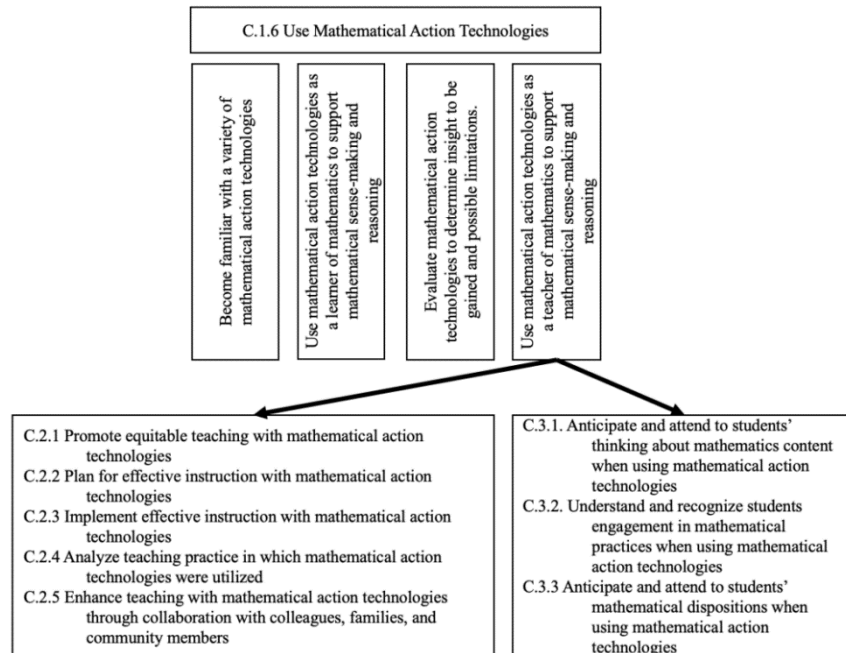 C.1.6 Use Mathematical Action Technologies
Become familiar with a variety of
mathematical action technologies
Use mathematical action technologies as
a learner of mathematics to support
mathematical sense-making and
reasoning
Evaluate mathematical action
technologies to determine insight to be
gained and possible limitations.
Use mathematical action technologies as
a teacher of mathematics to support
mathematical sense-making and
reasoning
C.2.1 Promote equitable teaching with mathematical action
technologies
C.2.2 Plan for effective instruction with mathematical action
technologies
C.2.3 Implement effective instruction with mathematical action
technologies
C.2.4 Analyze teaching practice in which mathematical action
technologies were utilized
C.2.5 Enhance teaching with mathematical action technologies
through collaboration with colleagues, families, and
community members
C.3.1. Anticipate and attend to students’
thinking about mathematics content
when using mathematical action
technologies
C.3.2. Understand and recognize students
engagement in mathematical
practices when using mathematical
action technologies
C.3.3 Anticipate and attend to students’
mathematical dispositions when
using mathematical action
technologies